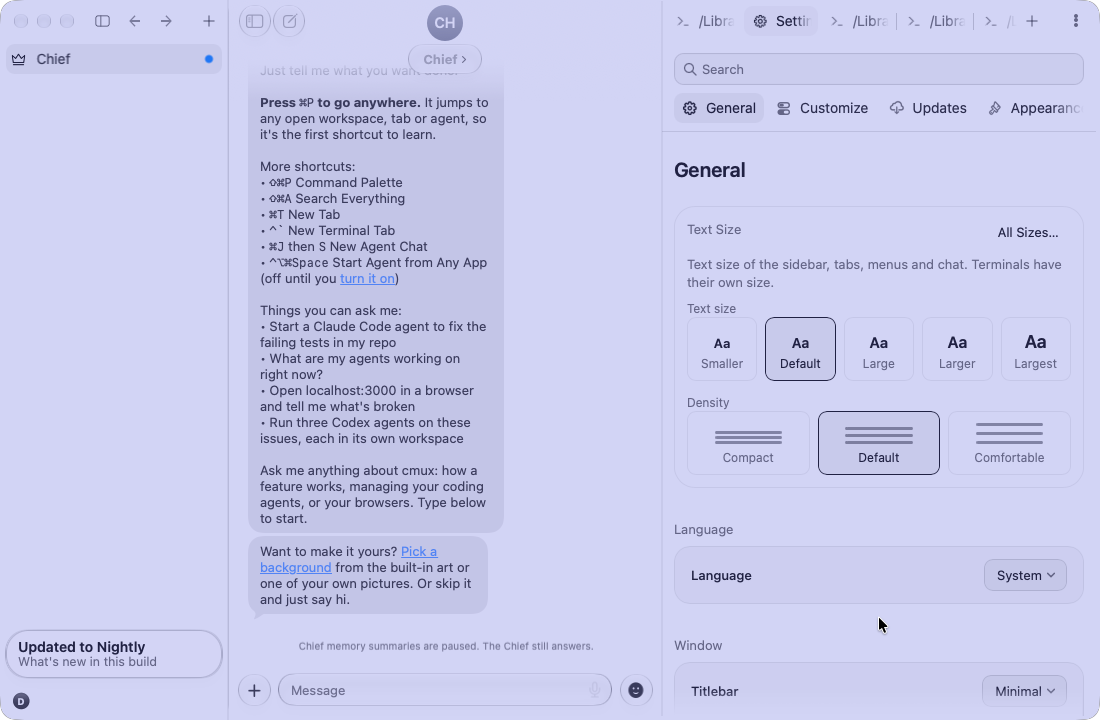 Chief
Updated to Nightly
What's new in this build
D
CH
Chief ›
Just tell me what you want done.
Press ⌘P to go anywhere. It jumps to
any open workspace, tab or agent, so
it's the first shortcut to learn.
More shortcuts:
• ⇧⌘P Command Palette
• ⇧⌘A Search Everything
• ⌘T New Tab
• ^` New Terminal Tab
• ⌘J then S New Agent Chat
• ^⌥⌘Space Start Agent from Any App
(off until you turn it on)
Things you can ask me:
• Start a Claude Code agent to fix the
failing tests in my repo
• What are my agents working on
right now?
• Open localhost:3000 in a browser
and tell me what's broken
• Run three Codex agents on these
issues, each in its own workspace
Ask me anything about cmux: how a
feature works, managing your coding
agents, or your browsers. Type below
to start.
Want to make it yours? Pick a
background from the built-in art or
one of your own pictures. Or skip it
and just say hi.
Chief memory summaries are paused. The Chief still answers.
Message
/Libra Settin /Libra /Libra
Search
General Customize Updates Appearanc
General
Text Size All Sizes...
Text size of the sidebar, tabs, menus and chat. Terminals have
their own size.
Text size
Aa Aa Aa Aa Aa
Smaller Default Large Larger Largest
Density
Compact Default Comfortable
Language
Language System
Window
Titlebar Minimal